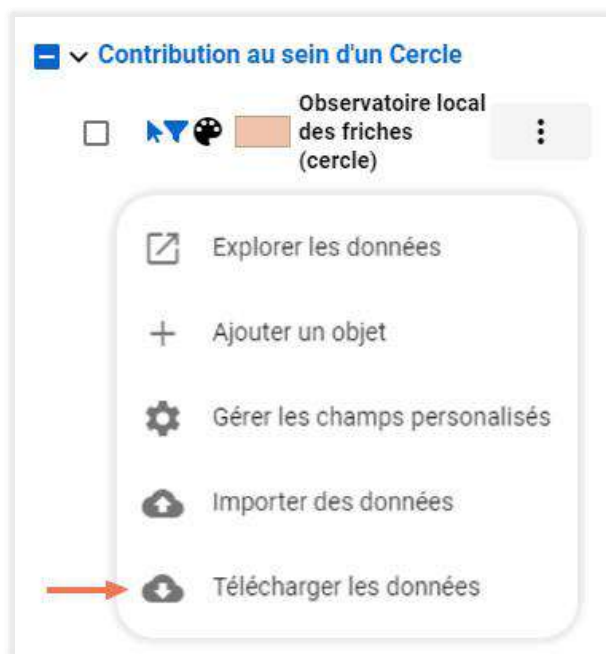 Contribution au sein d'un Cercle
Observatoire local
des friches
(cercle)
Explorer les données
Ajouter un objet
Gérer les champs personalisés
Importer des données
Télécharger les données